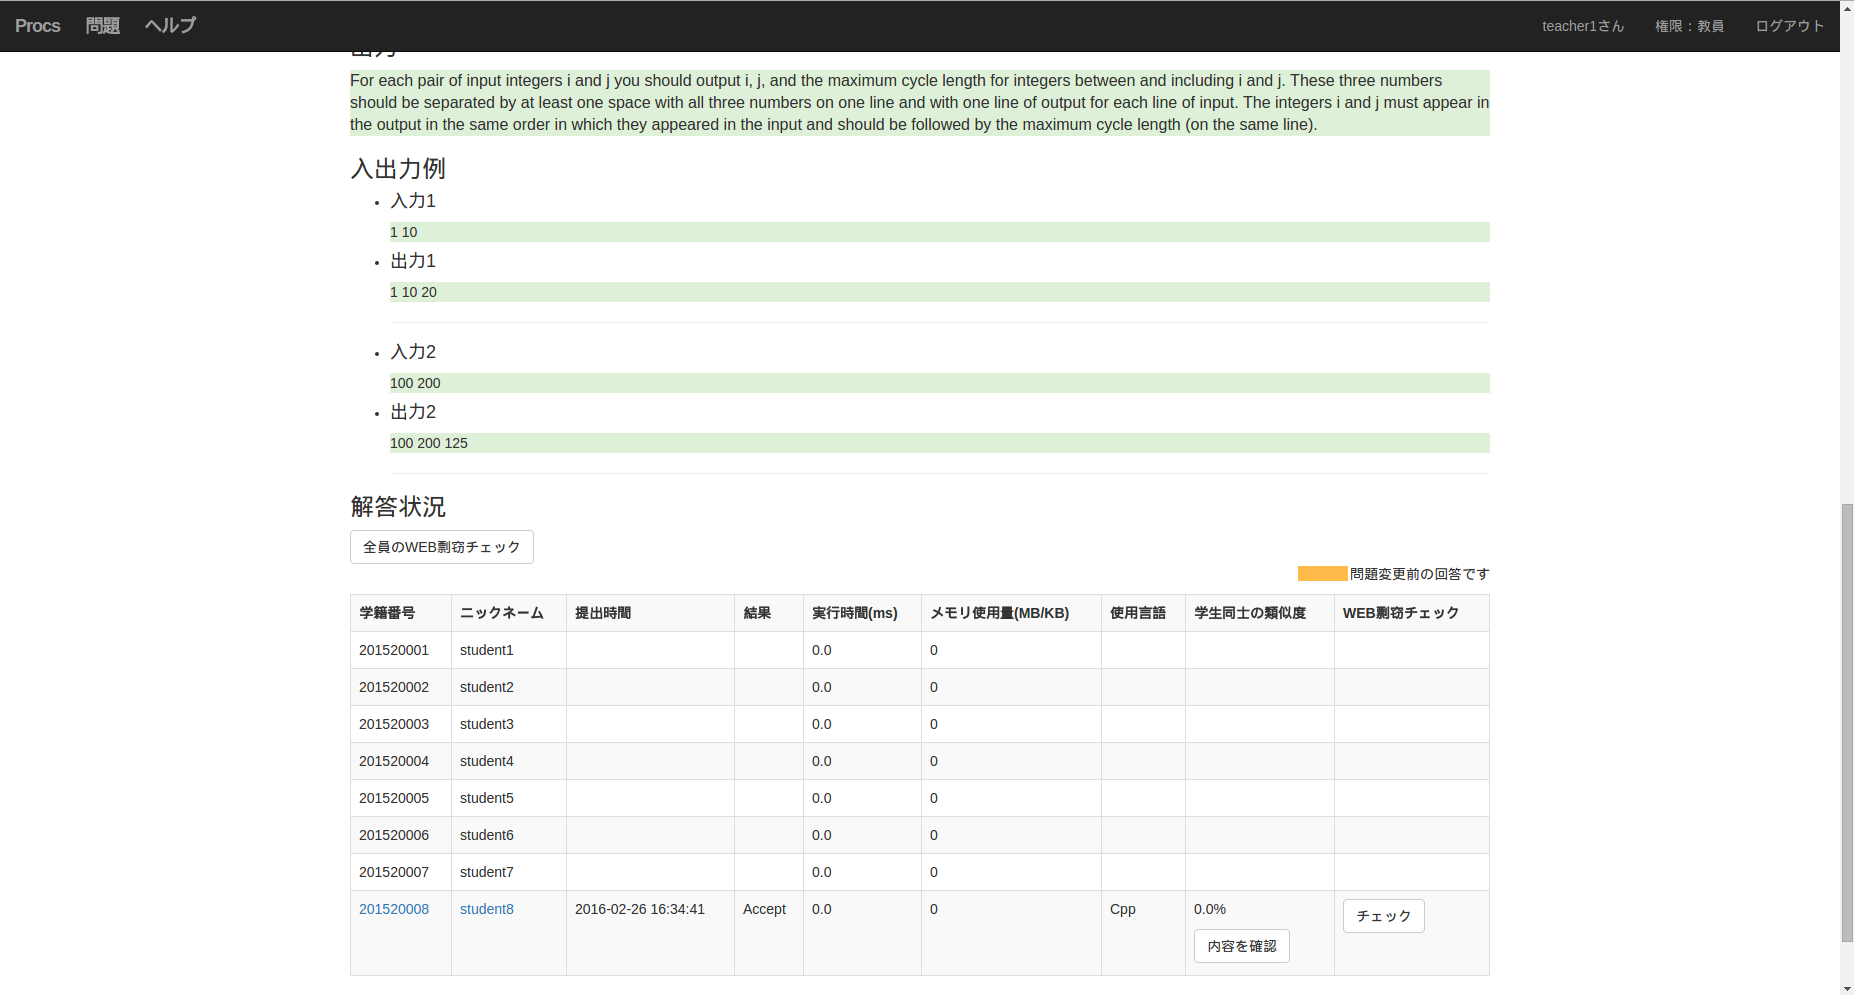 Procs 問題 ヘルプ teacher1さん 権限：教員 ログアウト
出力
For each pair of input integers i and j you should output i, j, and the maximum cycle length for integers between and including i and j. These three numbers
should be separated by at least one space with all three numbers on one line and with one line of output for each line of input. The integers i and j must appear in
the output in the same order in which they appeared in the input and should be followed by the maximum cycle length (on the same line).
入出力例
入力1
1 10
出力1
1 10 20
入力2
100 200
出力2
100 200 125
解答状況
全員のWEB剽窃チェック
問題変更前の回答です
学籍番号 ニックネーム 提出時間 結果 実行時間(ms) メモリ使用量(MB/KB) 使用言語 学生同士の類似度 WEB剽窃チェック
201520001 student1 0.0 0
201520002 student2 0.0 0
201520003 student3 0.0 0
201520004 student4 0.0 0
201520005 student5 0.0 0
201520006 student6 0.0 0
201520007 student7 0.0 0
201520008 student8 2016-02-26 16:34:41 Accept 0.0 0 Cpp 0.0% チェック
内容を確認